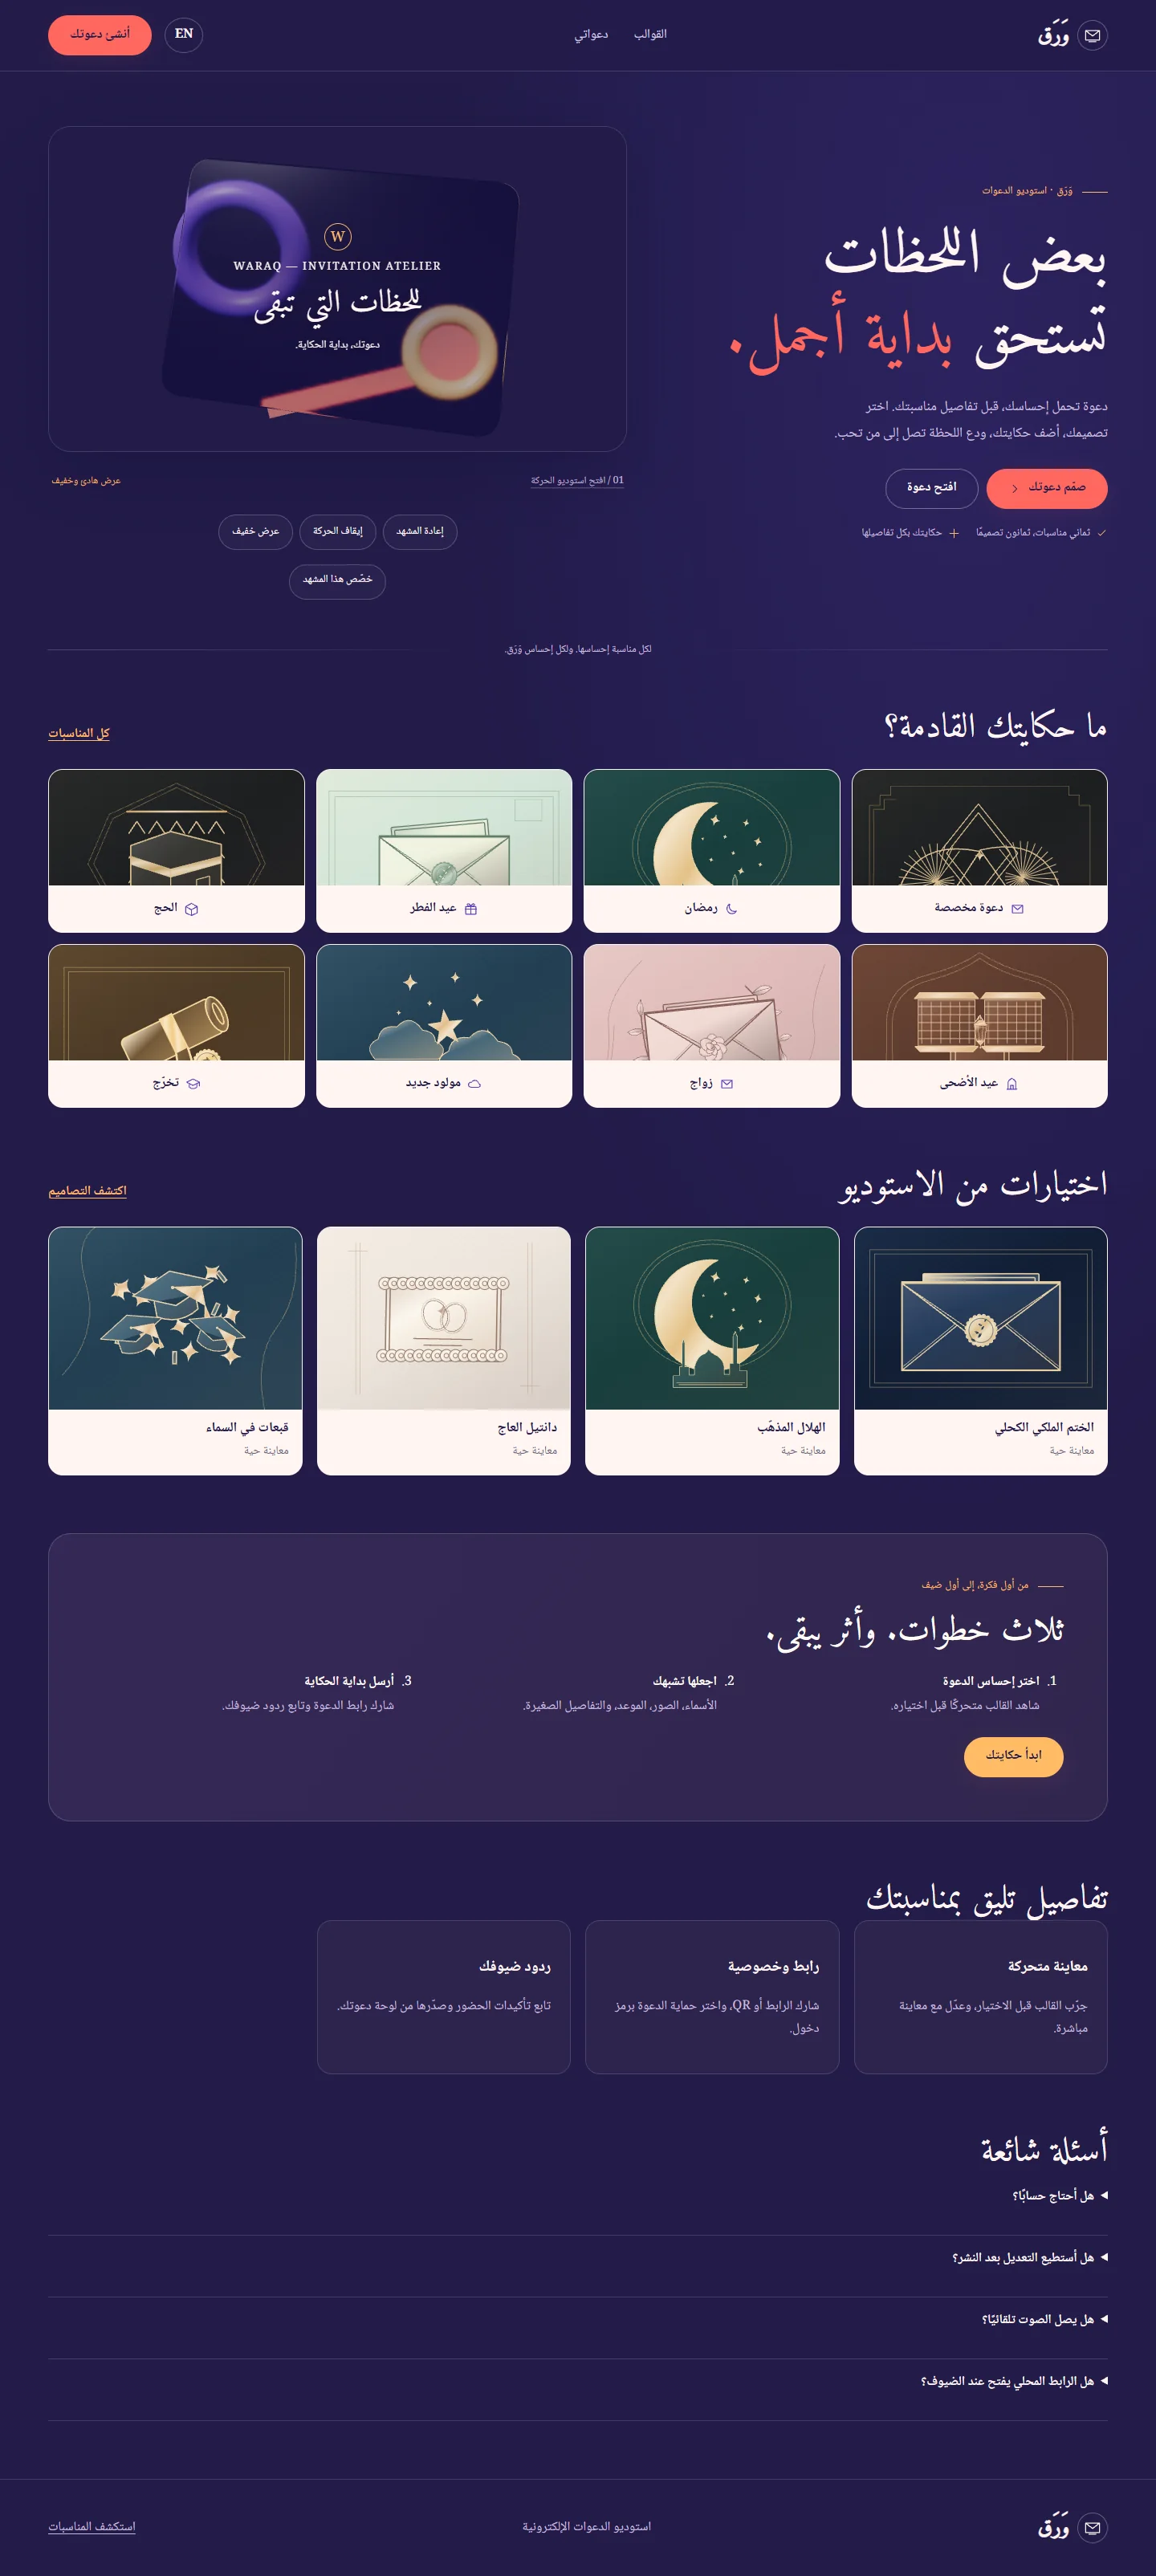 وَرَق
القوالب
دعواتي
EN
أنشئ دعوتك
وَرَق · استوديو الدعوات
بعض اللحظات
تستحق بداية أجمل.
دعوة تحمل إحساسك، قبل تفاصيل مناسبتك. اختر
تصميمك، أضف حكايتك، ودع اللحظة تصل إلى من تحب.
صمّم دعوتك
افتح دعوة
ثماني مناسبات، ثمانون تصميمًا
حكايتك بكل تفاصيلها
W
WARAQ — INVITATION ATELIER
للحظات التي تبقى
دعوتك، بداية الحكاية.
01 / افتح استوديو الحركة
عرض هادئ وخفيف
إعادة المشهد
إيقاف الحركة
عرض خفيف
خصّص هذا المشهد
لكل مناسبة إحساسها. ولكل إحساس وَرَق.
ما حكايتك القادمة؟
كل المناسبات
دعوة مخصصة
رمضان
عيد الفطر
الحج
عيد الأضحى
زواج
مولود جديد
تخرّج
اختيارات من الاستوديو
اكتشف التصاميم
الختم الملكي الكحلي
معاينة حية
الهلال المذهّب
معاينة حية
دانتيل العاج
معاينة حية
قبعات في السماء
معاينة حية
من أول فكرة، إلى أول ضيف
ثلاث خطوات. وأثر يبقى.
1. اختر إحساس الدعوة
شاهد القالب متحركًا قبل اختياره.
2. اجعلها تشبهك
الأسماء، الصور، الموعد، والتفاصيل الصغيرة.
3. أرسل بداية الحكاية
شارك رابط الدعوة وتابع ردود ضيوفك.
ابدأ حكايتك
تفاصيل تليق بمناسبتك
معاينة متحركة
جرّب القالب قبل الاختيار، وعدّل مع معاينة
مباشرة.
رابط وخصوصية
شارك الرابط أو QR، واختر حماية الدعوة برمز
دخول.
ردود ضيوفك
تابع تأكيدات الحضور وصدّرها من لوحة دعوتك.
أسئلة شائعة
هل أحتاج حسابًا؟
هل أستطيع التعديل بعد النشر؟
هل يصل الصوت تلقائيًا؟
هل الرابط المحلي يفتح عند الضيوف؟
وَرَق
استوديو الدعوات الإلكترونية
استكشف المناسبات